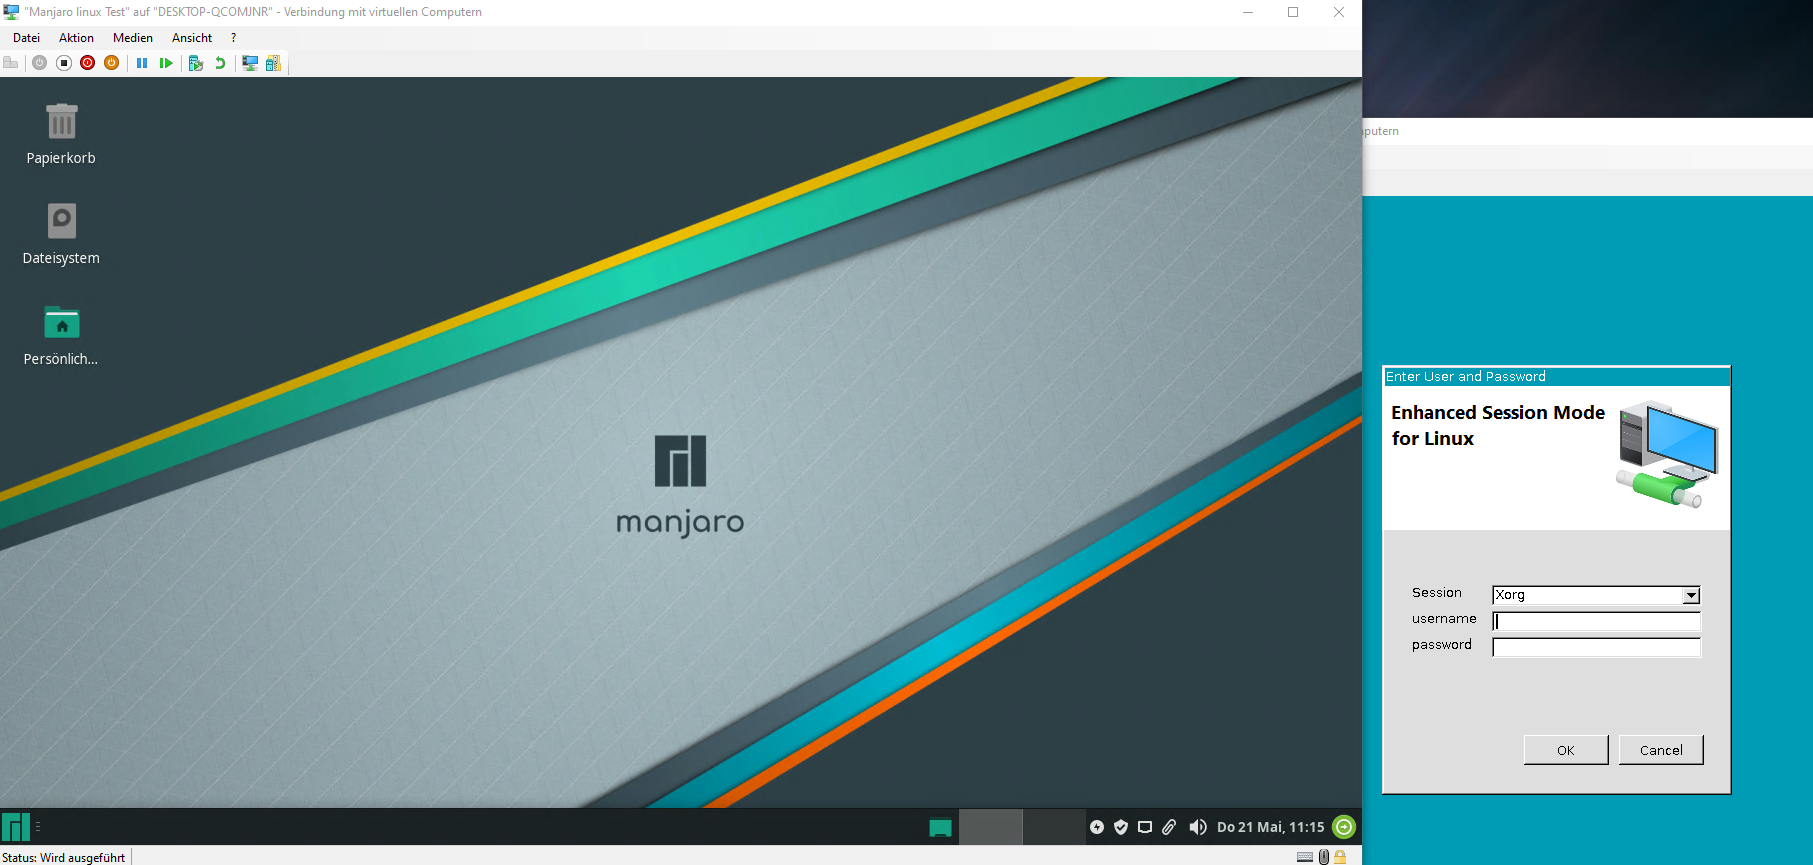 "Manjaro linux Test" auf "DESKTOP-QCOMJNR" - Verbindung mit virtuellen Computern
Datei Aktion Medien Ansicht ?
Papierkorb
Dateisystem
Persönlich...
manjaro
Do 21 Mai, 11:15
Status: Wird ausgeführt
putern
Enter User and Password
Enhanced Session Mode
for Linux
Session Xorg
username
password
OK Cancel